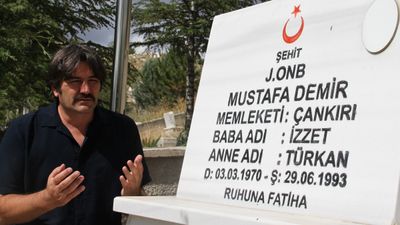 ŞEHİT
J.ONB
MUSTAFA DEMİR
MEMLEKETİ : ÇANKIRI
BABA ADI : İZZET
ANNE ADI : TÜRKAN
D: 03.03.1970 - Ş: 29.06.1993
RUHUNA FATİHA